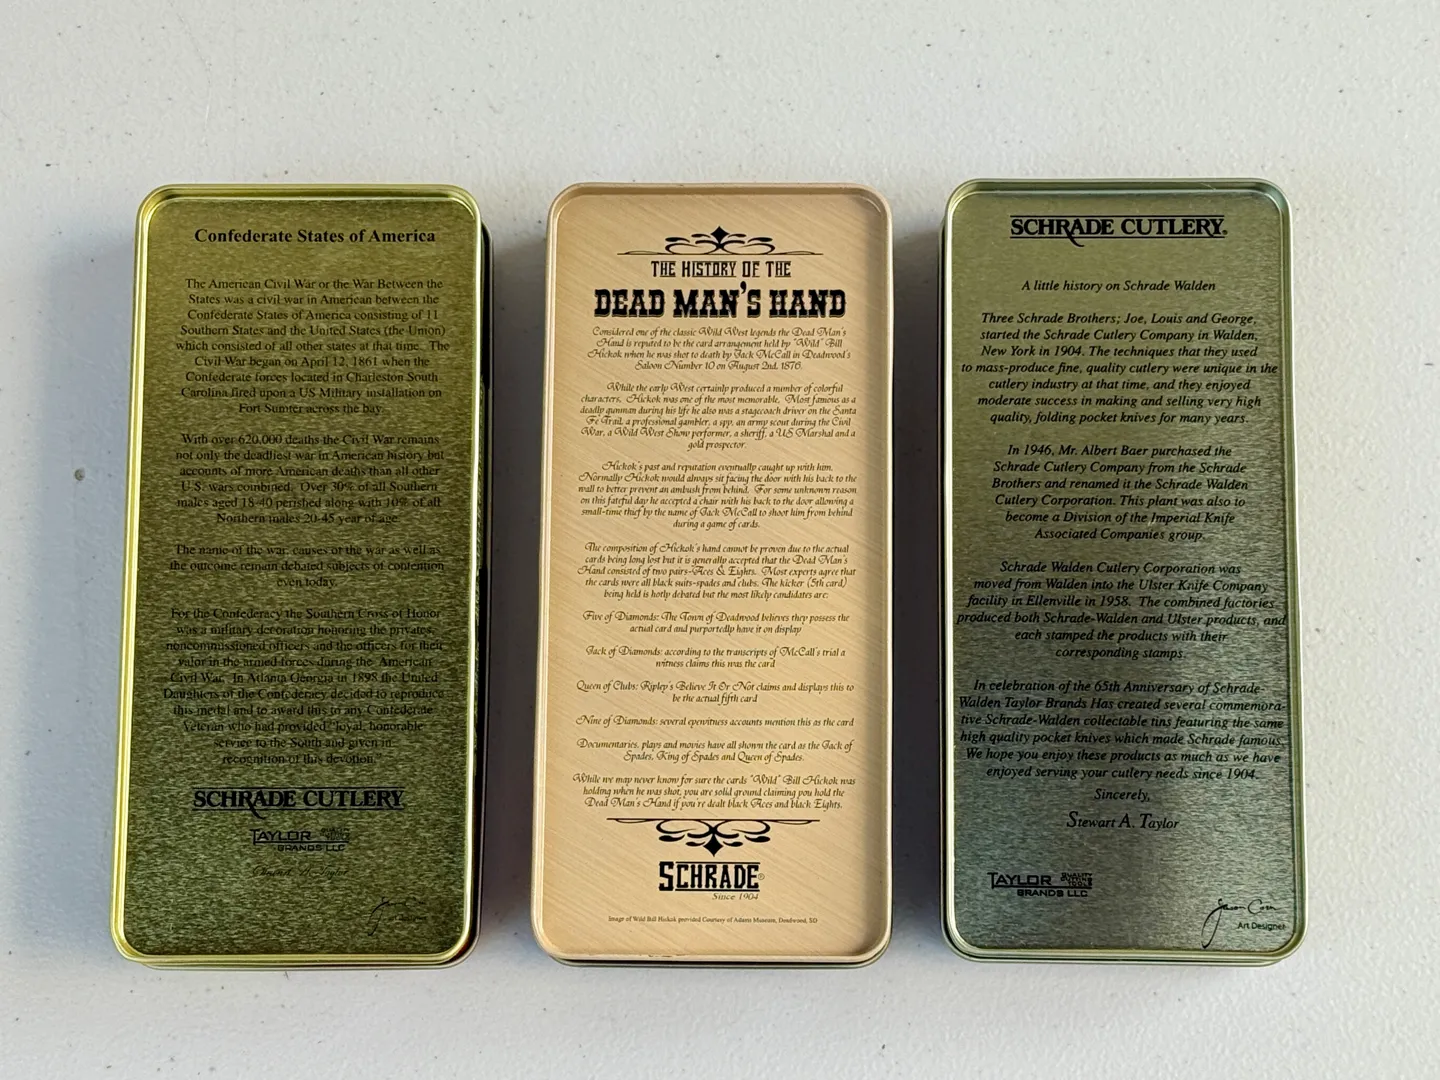 Confederate States of America
The American Civil War or the War Between the
States was a civil war in American between the
Confederate States of America consisting of 11
Southern States and the United States (the Union)
which consisted of all other states at that time. The
Civil War began on April 12, 1861 when the
Confederate forces located in Charleston South
Carolina fired upon a US Military installation on
Fort Sumter across the bay.
With over 620,000 deaths the Civil War remains
not only the deadliest war in American history but
accounts of more American deaths than all other
U.S. wars combined. Over 30% of all Southern
males aged 18-40 perished along with 10% of all
Northern males 20-45 year of age.
The name of the war, causes of the war as well as
the outcome remain debated subjects of contention
even today.
For the Confederacy the Southern Cross of Honor
was a military decoration honoring the privates,
noncommissioned officers and the officers for their
valor in the armed forces during the American
Civil War. In Atlanta Georgia in 1898 the United
Daughters of the Confederacy decided to reproduce
this medal and to award this to any Confederate
Veteran who had provided "loyal, honorable
service to the South and given in
recognition of this devotion."
SCHRADE CUTLERY
TAYLOR
BRANDS LLC
THE HISTORY OF THE
DEAD MAN'S HAND
Considered one of the classic Wild West legends the Dead Man's
Hand is reputed to be the card arrangement held by "Wild" Bill
Hickok when he was shot to death by Jack McCall in Deadwood's
Saloon Number 10 on August 2nd, 1876.
While the early West certainly produced a number of colorful
characters, Hickok was one of the most memorable. Most famous as a
deadly gunman during his life he also was a stagecoach driver on the Santa
Fe Trail, a professional gambler, a spy, an army scout during the Civil
War, a Wild West Show performer, a sheriff, a US Marshal and a
gold prospector.
Hickok's past and reputation eventually caught up with him.
Normally Hickok would always sit facing the door with his back to the
wall to better prevent an ambush from behind. For some unknown reason
on this fateful day he accepted a chair with his back to the door allowing a
small-time thief by the name of Jack McCall to shoot him from behind
during a game of cards.
The composition of Hickok's hand cannot be proven due to the actual
cards being long lost but it is generally accepted that the Dead Man's
Hand consisted of two pairs-Aces & Eights. Most experts agree that
the cards were all black suits-spades and clubs. The kicker (5th card)
being held is hotly debated but the most likely candidates are:
Five of Diamonds: The Town of Deadwood believes they possess the
actual card and purportedly have it on display
Jack of Diamonds: according to the transcripts of McCall's trial a
witness claims this was the card
Queen of Clubs: Ripley's Believe It Or Not claims and displays this to
be the actual fifth card
Nine of Diamonds: several eyewitness accounts mention this as the card
Documentaries, plays and movies have all shown the card as the Jack of
Spades, King of Spades and Queen of Spades.
While we may never know for sure the cards "Wild" Bill Hickok was
holding when he was shot, you are solid ground claiming you hold the
Dead Man's Hand if you're dealt black Aces and black Eights.
SCHRADE®
Since 1904
Image of Wild Bill Hickok provided Courtesy of Adams Museum, Deadwood, SD
SCHRADE CUTLERY®
A little history on Schrade Walden
Three Schrade Brothers; Joe, Louis and George,
started the Schrade Cutlery Company in Walden,
New York in 1904. The techniques that they used
to mass-produce fine, quality cutlery were unique in the
cutlery industry at that time, and they enjoyed
moderate success in making and selling very high
quality, folding pocket knives for many years.
In 1946, Mr. Albert Baer purchased the
Schrade Cutlery Company from the Schrade
Brothers and renamed it the Schrade Walden
Cutlery Corporation. This plant was also to
become a Division of the Imperial Knife
Associated Companies group.
Schrade Walden Cutlery Corporation was
moved from Walden into the Ulster Knife Company
facility in Ellenville in 1958. The combined factories
produced both Schrade-Walden and Ulster products, and
each stamped the products with their
corresponding stamps.
In celebration of the 65th Anniversary of Schrade-
Walden Taylor Brands Has created several commemora-
tive Schrade-Walden collectable tins featuring the same
high quality pocket knives which made Schrade famous.
We hope you enjoy these products as much as we have
enjoyed serving your cutlery needs since 1904.
Sincerely,
Stewart A. Taylor
TAYLOR QUALITY
TOOLS
BRANDS LLC
Art Designer